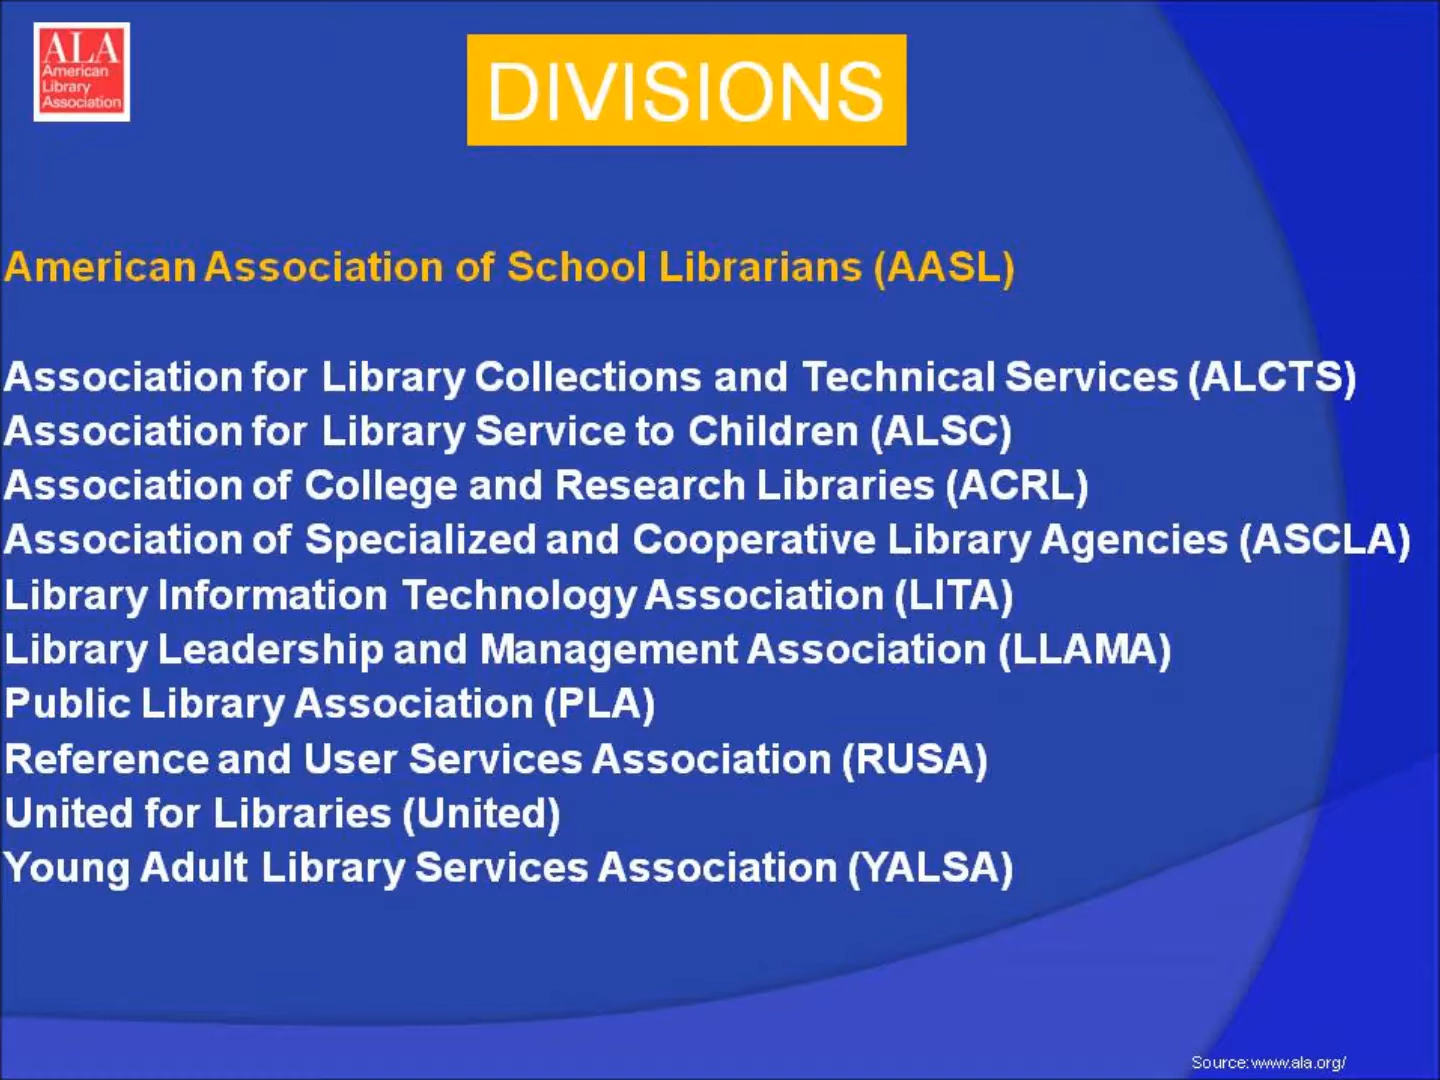 ALA
American
Library
Association
DIVISIONS
American Association of School Librarians (AASL)
Association for Library Collections and Technical Services (ALCTS)
Association for Library Service to Children (ALSC)
Association of College and Research Libraries (ACRL)
Association of Specialized and Cooperative Library Agencies (ASCLA)
Library Information Technology Association (LITA)
Library Leadership and Management Association (LLAMA)
Public Library Association (PLA)
Reference and User Services Association (RUSA)
United for Libraries (United)
Young Adult Library Services Association (YALSA)
Source:www.ala.org/